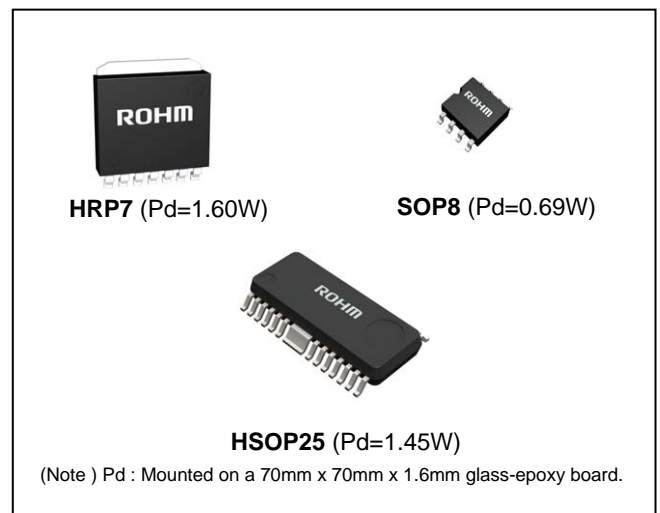 ROHM
ROHM
HRP7 (Pd=1.60W)
SOP8 (Pd=0.69W)
ROHM
HSOP25 (Pd=1.45W)
(Note ) Pd : Mounted on a 70mm x 70mm x 1.6mm glass-epoxy board.